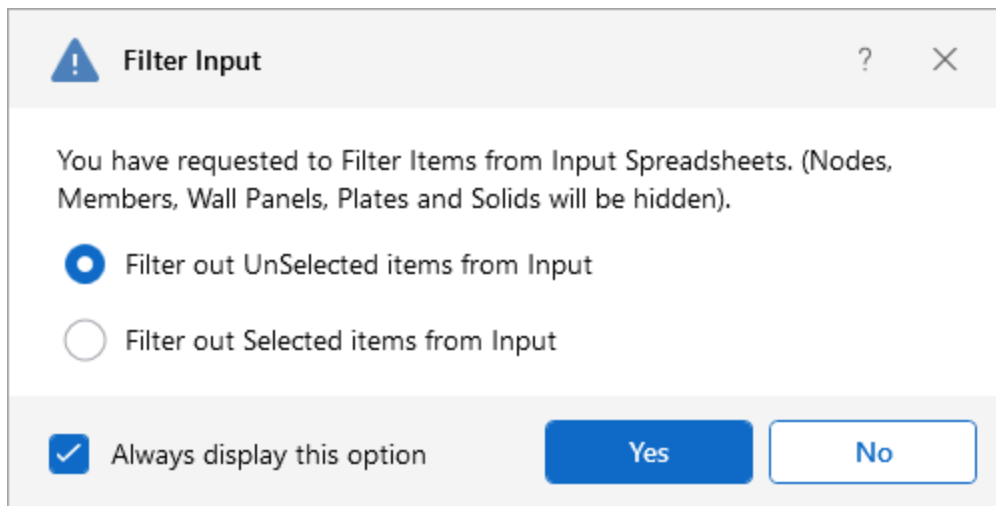 Filter Input
?
You have requested to Filter Items from Input Spreadsheets. (Nodes,
Members, Wall Panels, Plates and Solids will be hidden).
Filter out UnSelected items from Input
Filter out Selected items from Input
Always display this option
Yes
No